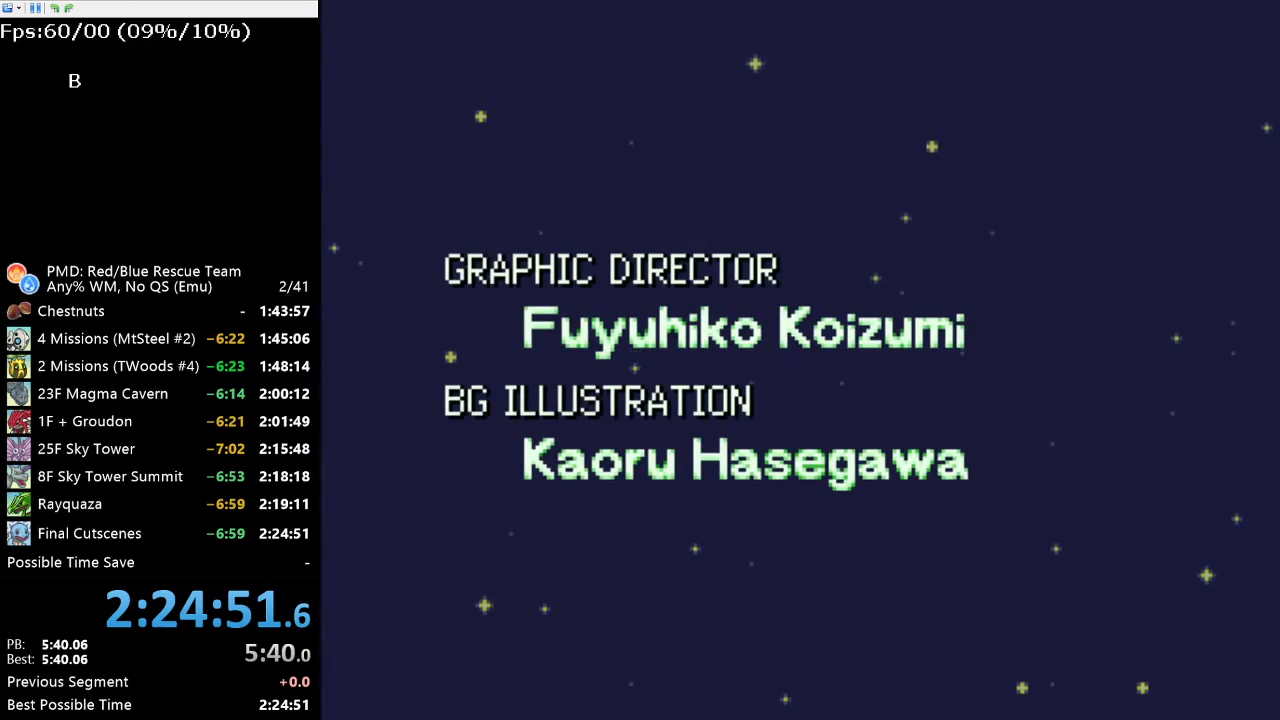 Fps:60/00 (09%/10%)
B
PMD: Red/Blue Rescue Team
Any% WM, No QS (Emu) 2/41
Chestnuts - 1:43:57
4 Missions (MtSteel #2) −6:22 1:45:06
2 Missions (TWoods #4) −6:23 1:48:14
23F Magma Cavern −6:14 2:00:12
1F + Groudon −6:21 2:01:49
25F Sky Tower −7:02 2:15:48
8F Sky Tower Summit −6:53 2:18:18
Rayquaza −6:59 2:19:11
Final Cutscenes −6:59 2:24:51
Possible Time Save -
2:24:51.6
PB: 5:40.06
Best: 5:40.06
5:40.0
Previous Segment +0.0
Best Possible Time 2:24:51
GRAPHIC DIRECTOR
Fuyuhiko Koizumi
BG ILLUSTRATION
Kaoru Hasegawa